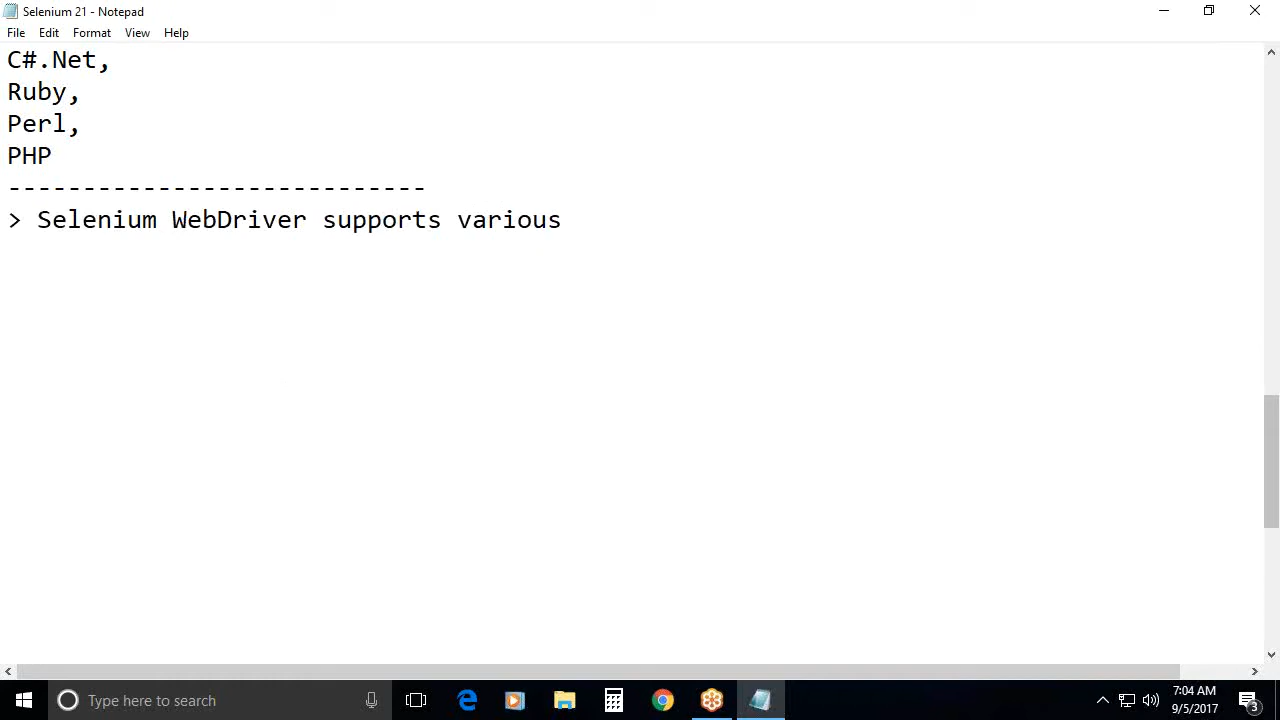 Selenium 21 - Notepad
File Edit Format View Help
C#.Net,
Ruby,
Perl,
PHP
----------------------------
> Selenium WebDriver supports various
Type here to search
7:04 AM
9/5/2017
3